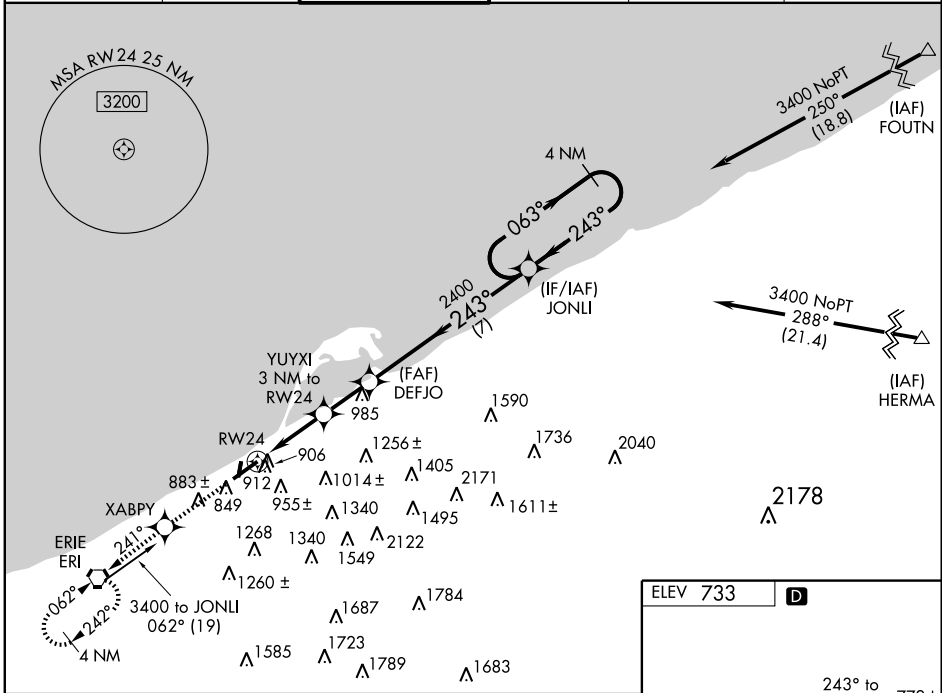 MSA RW24 25 NM
3200
3400 NoPT
250°
(18.8)
(IAF)
FOUTN
4 NM
063°
243°
(IF/IAF)
JONLI
2400
243°
(7)
3400 NoPT
288°
(21.4)
(IAF)
HERMA
YUYXI
3 NM to
RW24
(FAF)
DEFJO
985
1590
RW24
906
1256 ±
1736
2040
912
883 ±
849
955±
1014±
1405
2171
1611±
2178
XABPY
1340
1495
241°
ERIE
ERI
1268
1340
1549
2122
1260 ±
062°
242°
4 NM
3400 to JONLI
062° (19)
1687
1784
1585
1723
1789
1683
ELEV 733
D
243° to